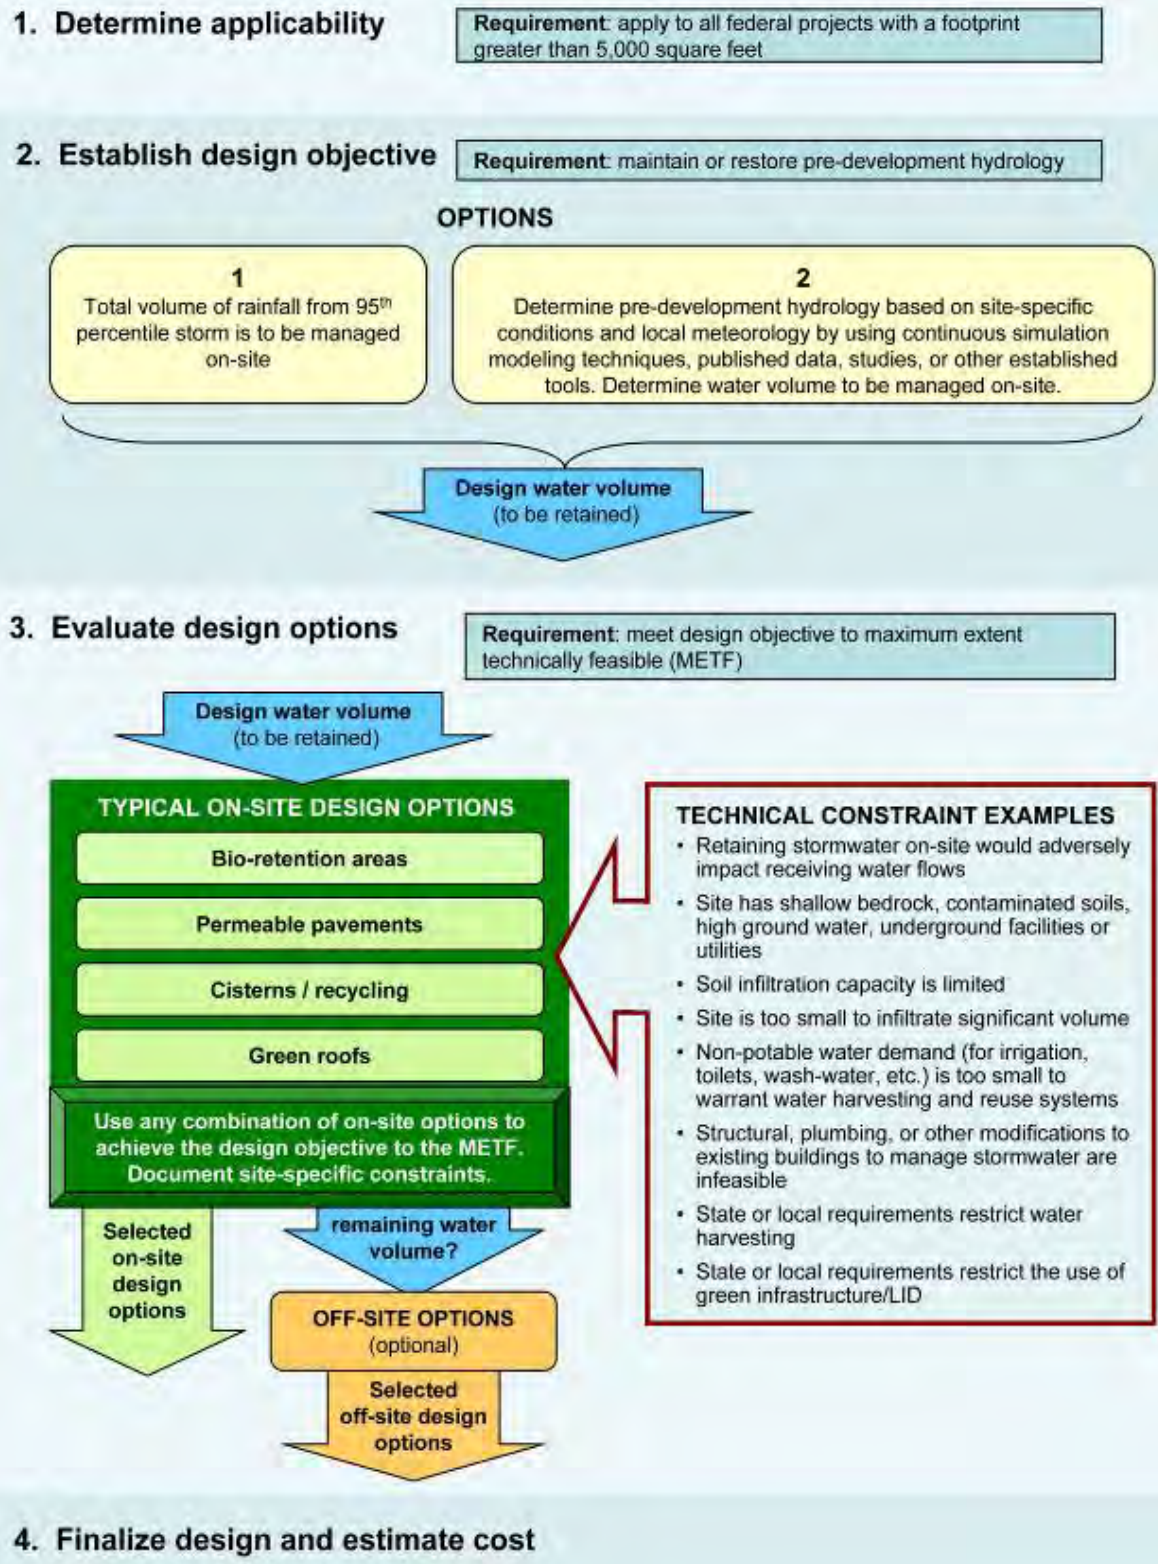 1. Determine applicability
Requirement: apply to all federal projects with a footprint
greater than 5,000 square feet
2. Establish design objective
Requirement: maintain or restore pre-development hydrology
OPTIONS
1
Total volume of rainfall from 95th
percentile storm is to be managed
on-site
2
Determine pre-development hydrology based on site-specific
conditions and local meteorology by using continuous simulation
modeling techniques, published data, studies, or other established
tools. Determine water volume to be managed on-site.
Design water volume
(to be retained)
3. Evaluate design options
Requirement: meet design objective to maximum extent
technically feasible (METF)
Design water volume
(to be retained)
TYPICAL ON-SITE DESIGN OPTIONS
Bio-retention areas
Permeable pavements
Cisterns / recycling
Green roofs
Use any combination of on-site options to
achieve the design objective to the METF.
Document site-specific constraints.
TECHNICAL CONSTRAINT EXAMPLES
• Retaining stormwater on-site would adversely
impact receiving water flows
• Site has shallow bedrock, contaminated soils,
high ground water, underground facilities or
utilities
• Soil infiltration capacity is limited
• Site is too small to infiltrate significant volume
• Non-potable water demand (for irrigation,
toilets, wash-water, etc.) is too small to
warrant water harvesting and reuse systems
• Structural, plumbing, or other modifications to
existing buildings to manage stormwater are
infeasible
• State or local requirements restrict water
harvesting
• State or local requirements restrict the use of
green infrastructure/LID
Selected
on-site
design
options
remaining water
volume?
OFF-SITE OPTIONS
(optional)
Selected
off-site design
options
4. Finalize design and estimate cost